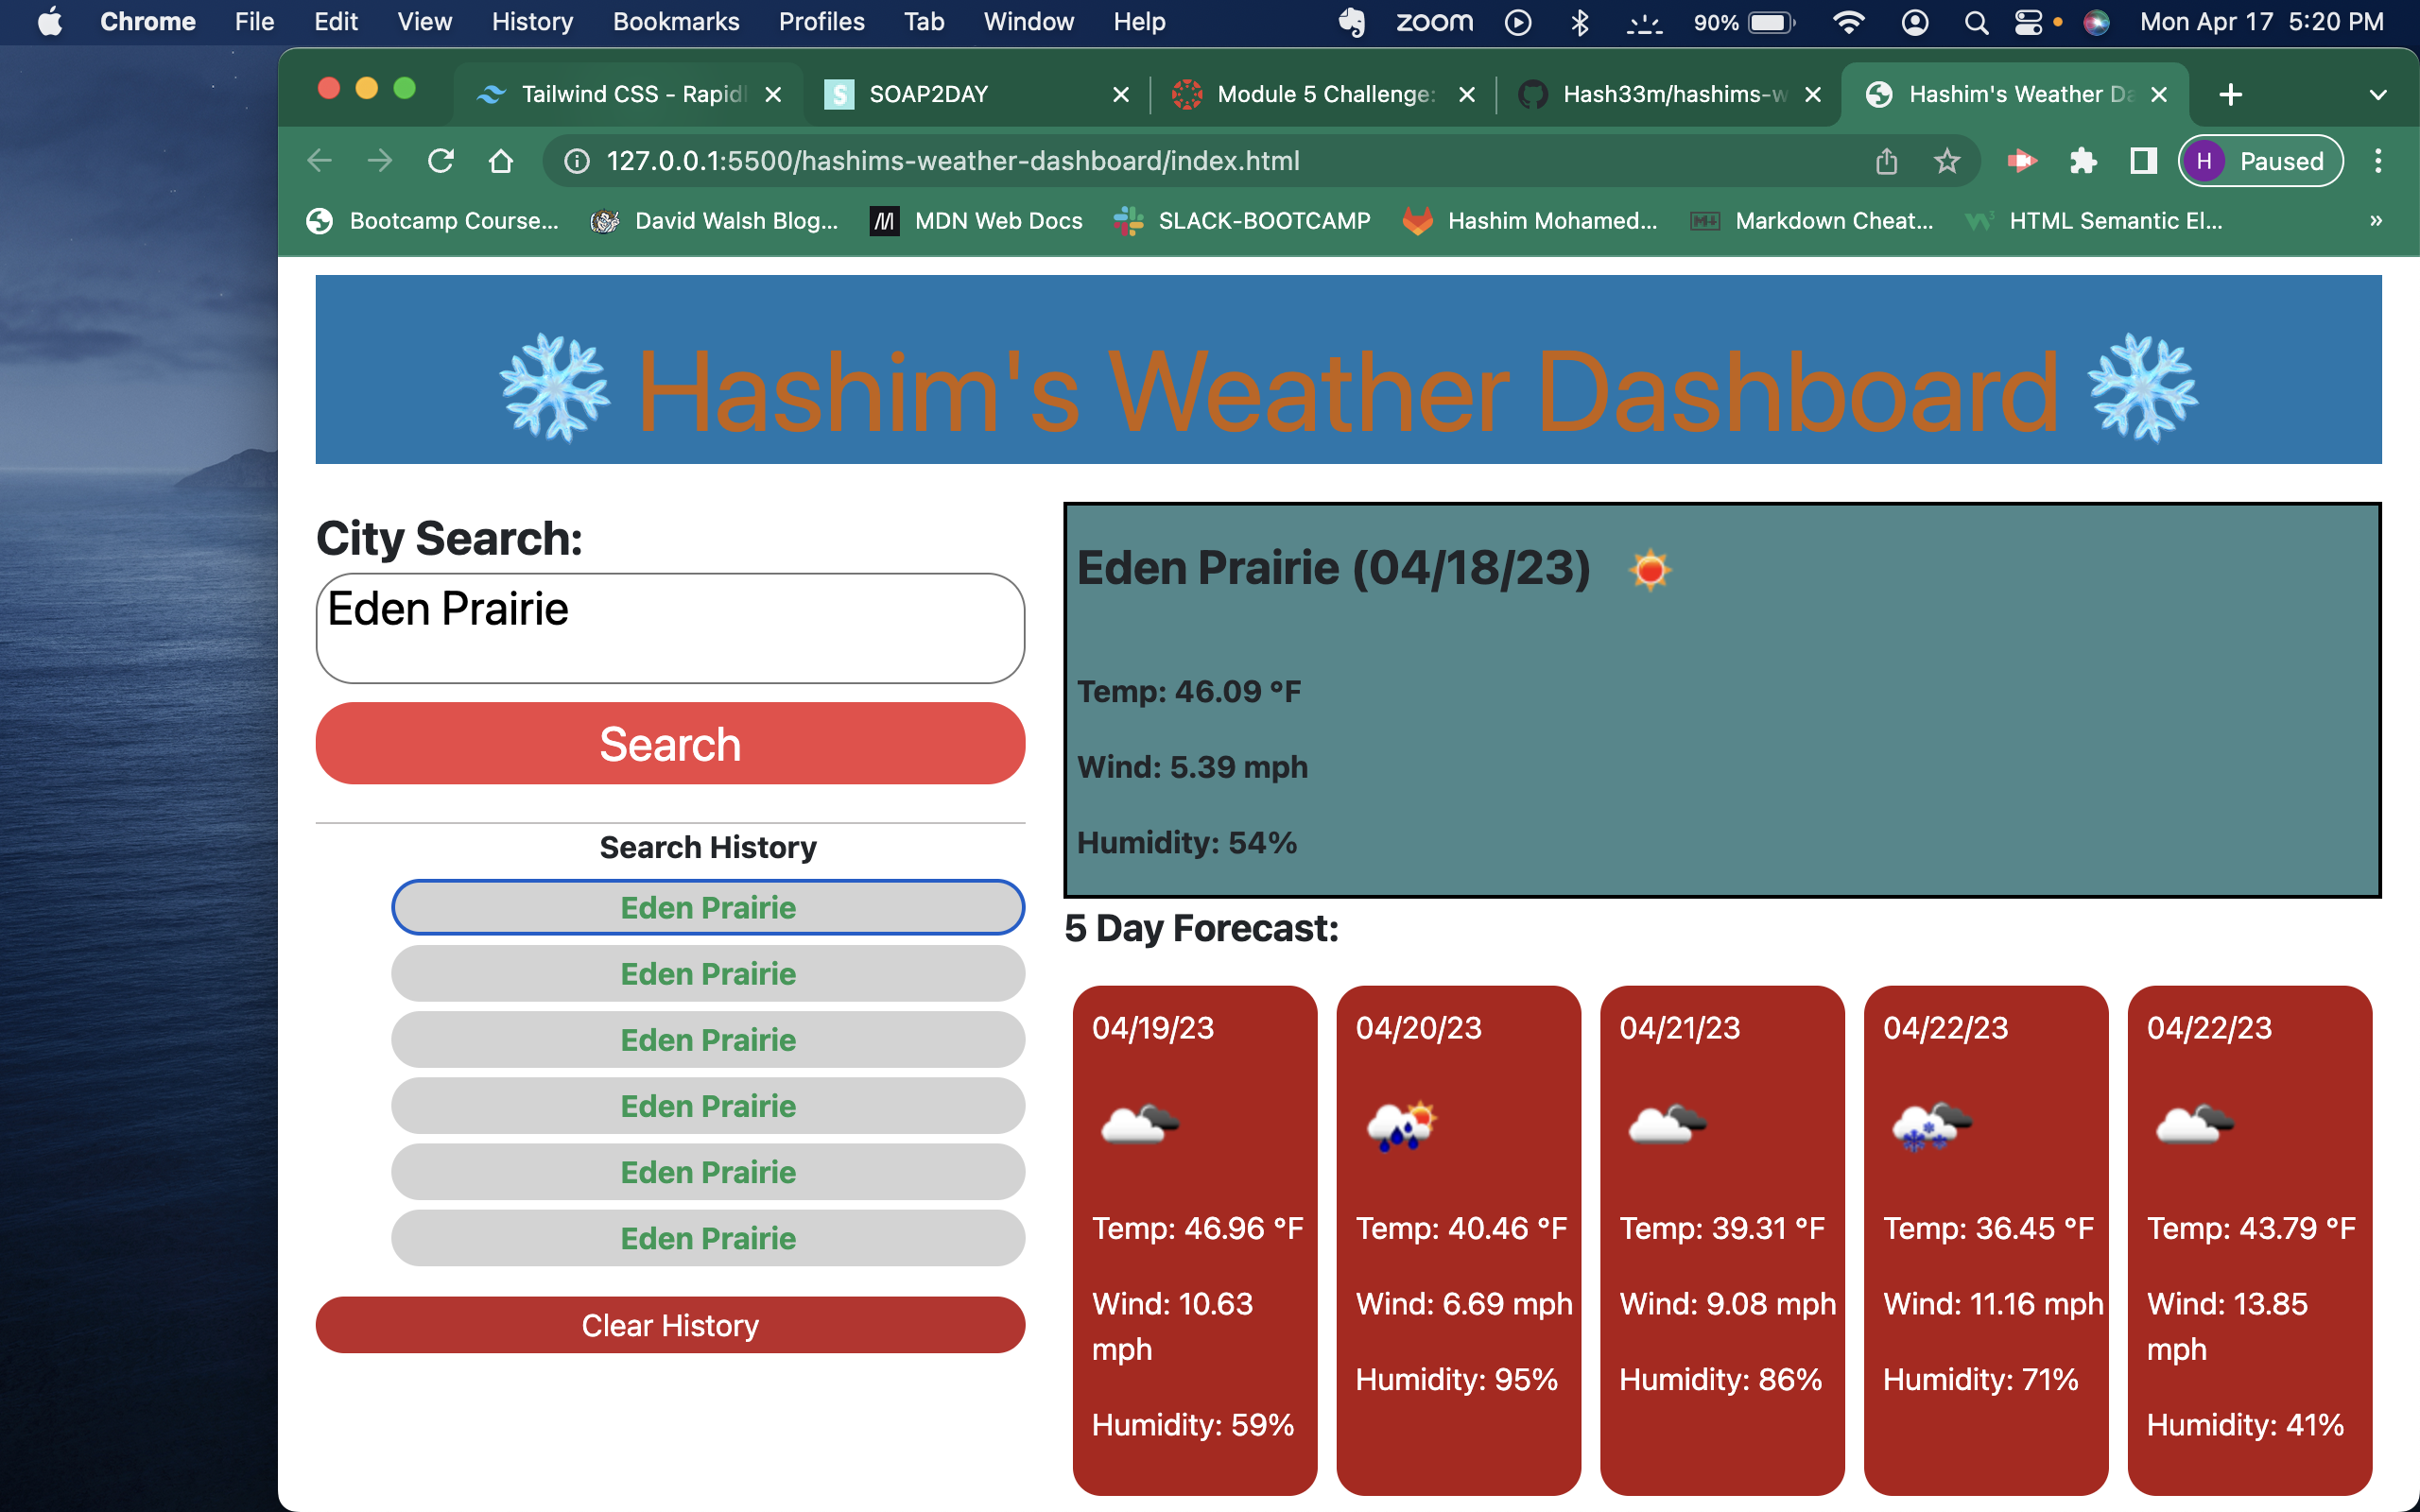 Chrome File Edit View History Bookmarks Profiles Tab Window Help zoom 90% Mon Apr 17 5:20 PM
Tailwind CSS - Rapidl SOAP2DAY Module 5 Challenge: Hash33m/hashims-w Hashim's Weather Da
127.0.0.1:5500/hashims-weather-dashboard/index.html H Paused
Bootcamp Course... David Walsh Blog... MDN Web Docs SLACK-BOOTCAMP Hashim Mohamed... Markdown Cheat... HTML Semantic El... »
Hashim's Weather Dashboard
City Search:
Eden Prairie
Search
Search History
Eden Prairie
Eden Prairie
Eden Prairie
Eden Prairie
Eden Prairie
Eden Prairie
Clear History
Eden Prairie (04/18/23)
Temp: 46.09 °F
Wind: 5.39 mph
Humidity: 54%
5 Day Forecast:
04/19/23
Temp: 46.96 °F
Wind: 10.63
mph
Humidity: 59%
04/20/23
Temp: 40.46 °F
Wind: 6.69 mph
Humidity: 95%
04/21/23
Temp: 39.31 °F
Wind: 9.08 mph
Humidity: 86%
04/22/23
Temp: 36.45 °F
Wind: 11.16 mph
Humidity: 71%
04/22/23
Temp: 43.79 °F
Wind: 13.85
mph
Humidity: 41%